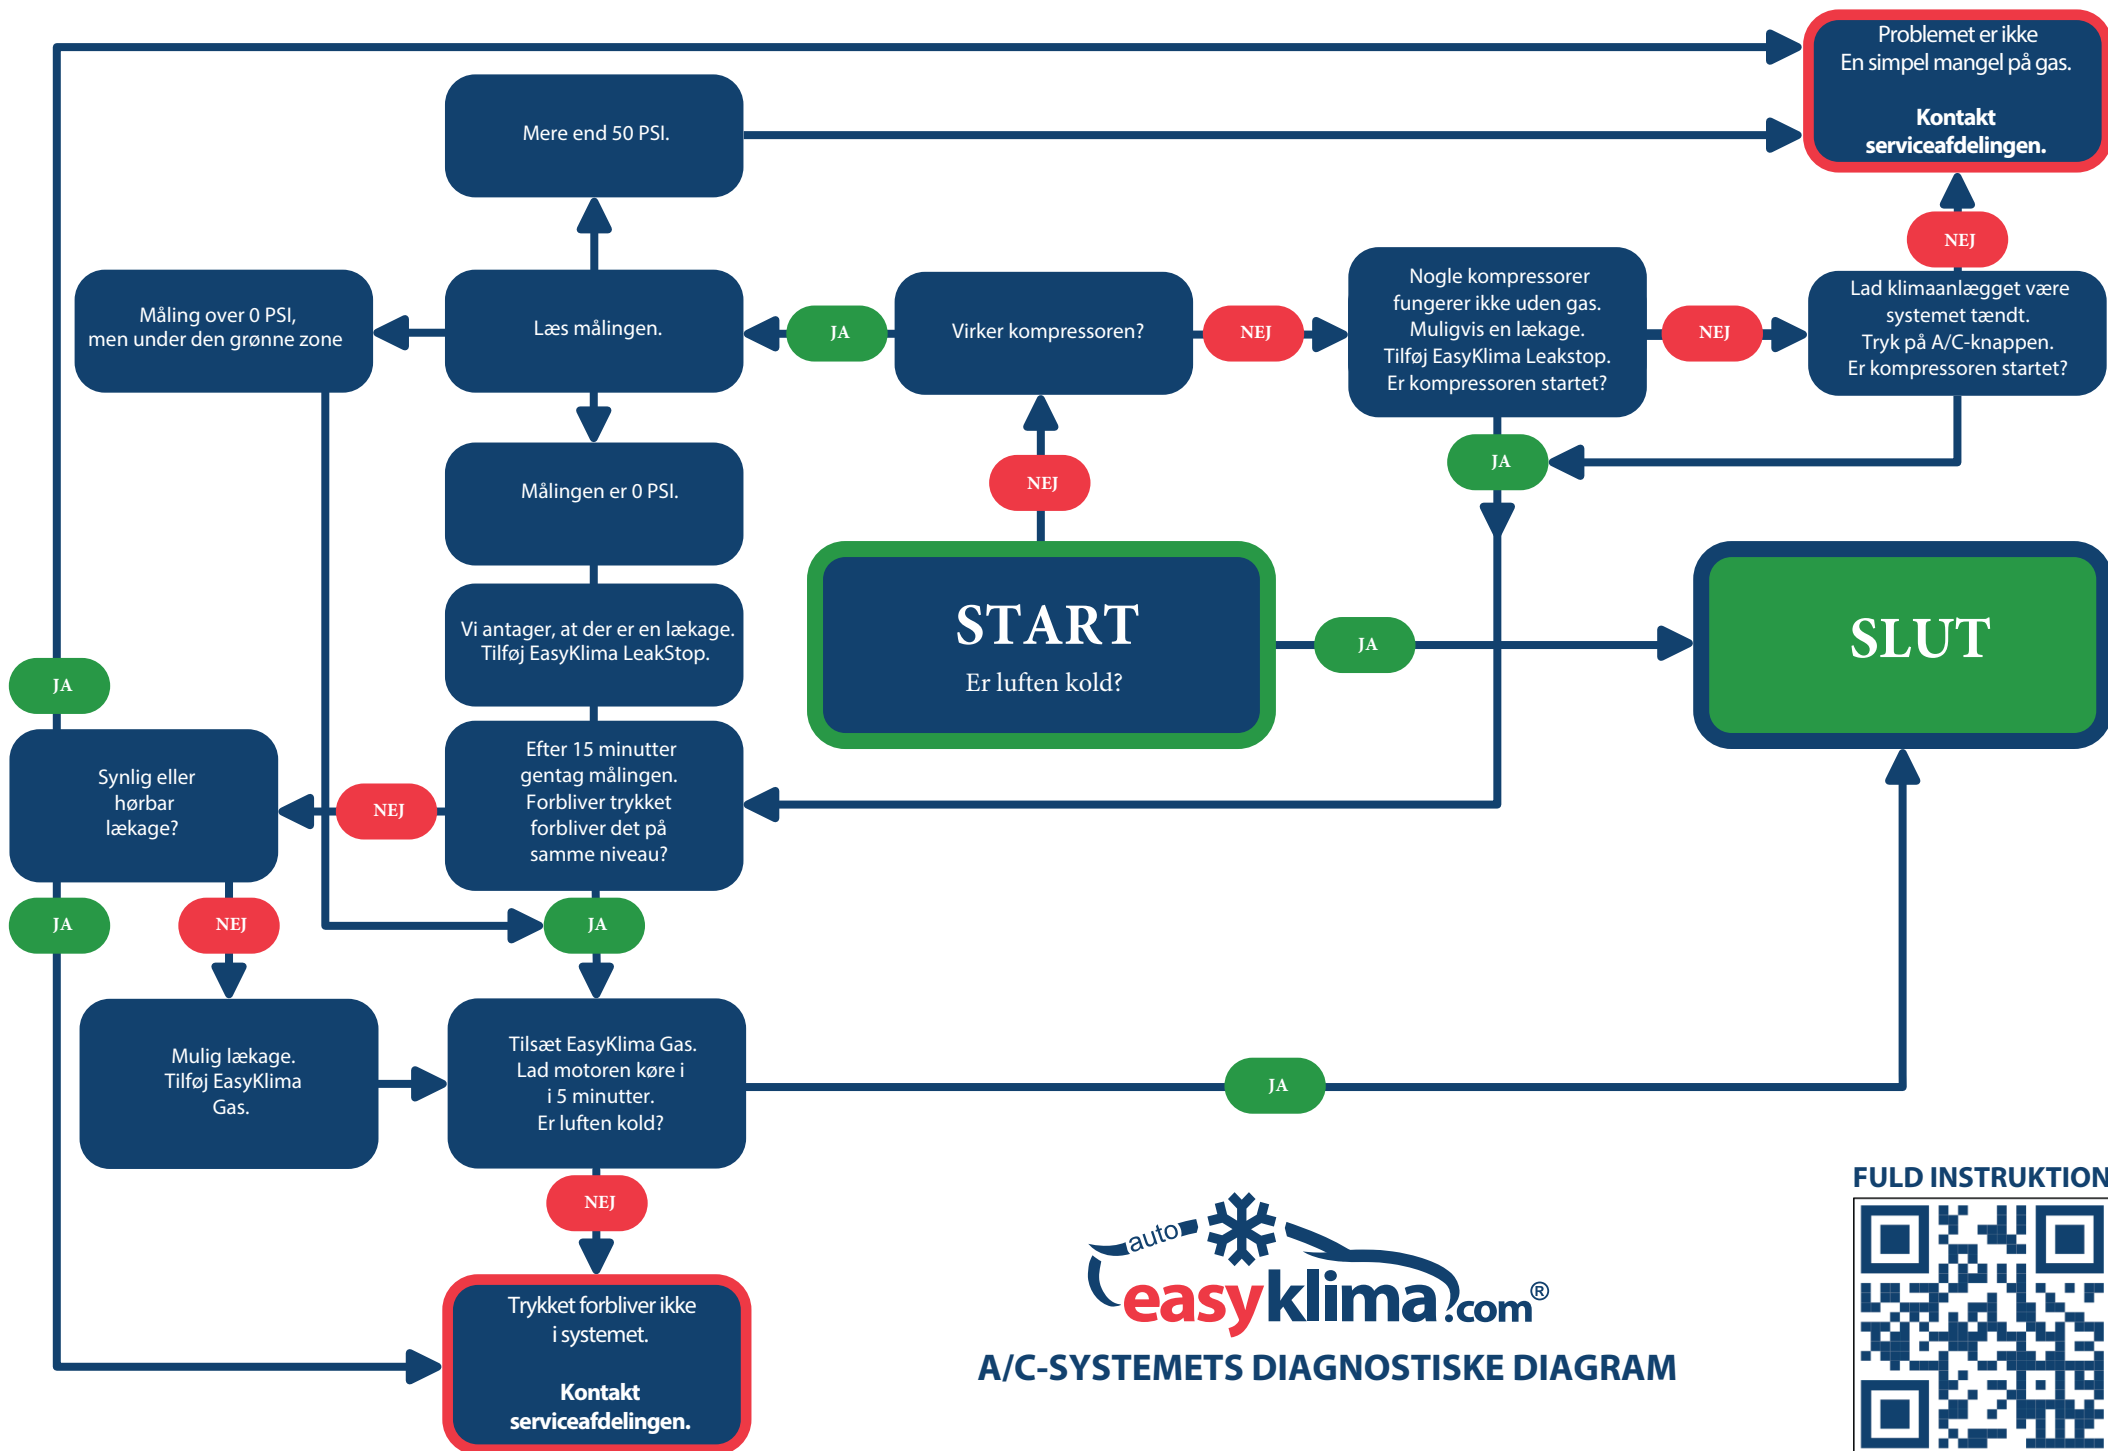 Problemet er ikke
En simpel mangel på gas.
Kontakt
serviceafdelingen.
Mere end 50 PSI.
NEJ
Måling over 0 PSI,
men under den grønne zone
Læs målingen.
JA
Virker kompressoren?
NEJ
Nogle kompressorer
fungerer ikke uden gas.
Muligvis en lækage.
Tilføj EasyKlima Leakstop.
Er kompressoren startet?
NEJ
Lad klimaanlægget være
systemet tændt.
Tryk på A/C-knappen.
Er kompressoren startet?
Målingen er 0 PSI.
NEJ
JA
Vi antager, at der er en lækage.
Tilføj EasyKlima LeakStop.
START
Er luften kold?
JA
SLUT
JA
Synlig eller
hørbar
lækage?
NEJ
Efter 15 minutter
gentag målingen.
Forbliver trykket
forbliver det på
samme niveau?
JA
NEJ
JA
Mulig lækage.
Tilføj EasyKlima
Gas.
Tilsæt EasyKlima Gas.
Lad motoren køre i
i 5 minutter.
Er luften kold?
JA
NEJ
Trykket forbliver ikke
i systemet.
Kontakt
serviceafdelingen.
auto
easyklima.com®
A/C-SYSTEMETS DIAGNOSTISKE DIAGRAM
FULD INSTRUKTION